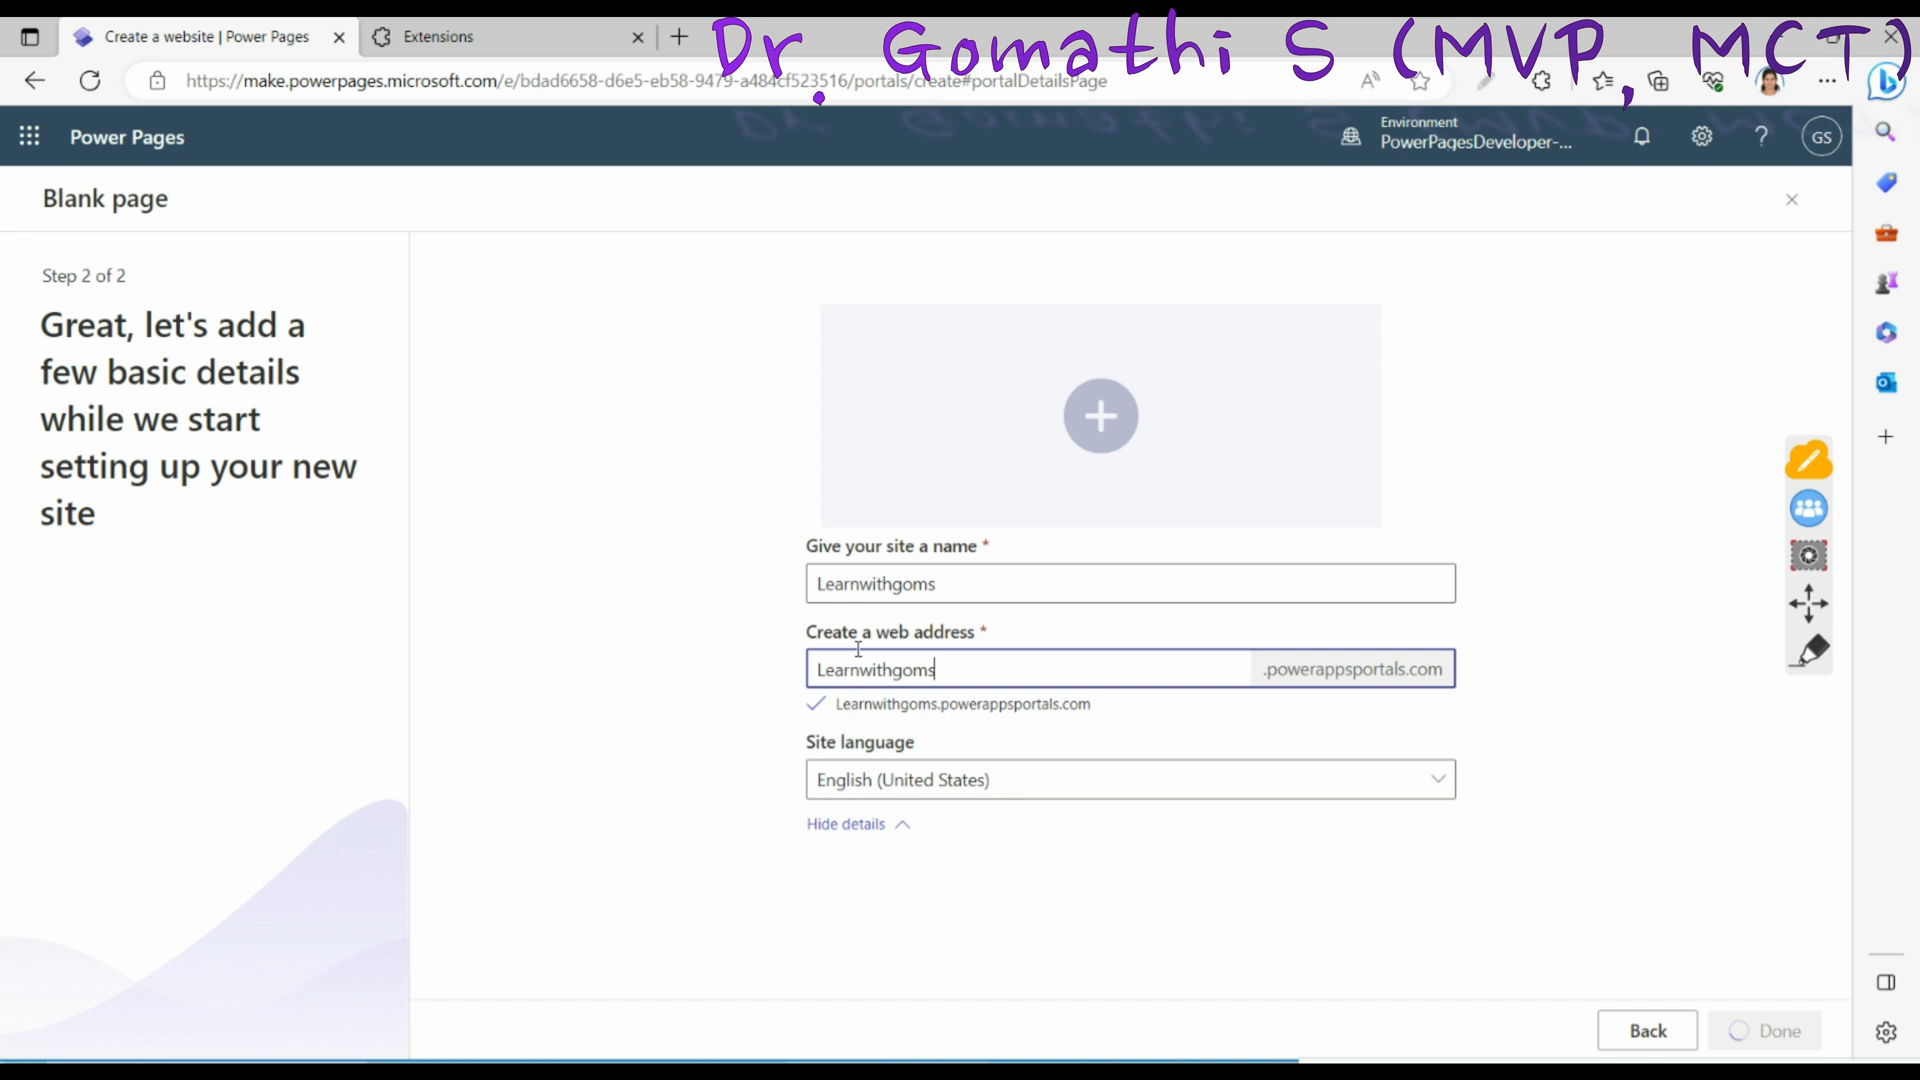 Dr. Gomathi S (MVP, MCT)
Create a website | Power Pages
Extensions
https://make.powerpages.microsoft.com/e/bdad6658-d6e5-eb58-9479-a484cf523516/portals/create#portalDetailsPage
Power Pages
Environment
PowerPagesDeveloper-...
GS
Blank page
Step 2 of 2
Great, let's add a
few basic details
while we start
setting up your new
site
Give your site a name *
Learnwithgoms
Create a web address *
Learnwithgoms
.powerappsportals.com
Learnwithgoms.powerappsportals.com
Site language
English (United States)
Hide details
Back
Done